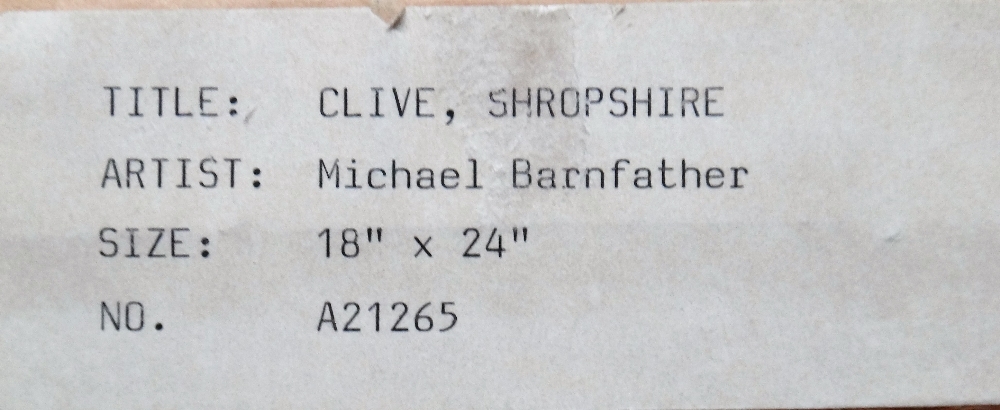 TITLE: CLIVE, SHROPSHIRE
ARTIST: Michael Barnfather
SIZE: 18" x 24"
NO. A21265